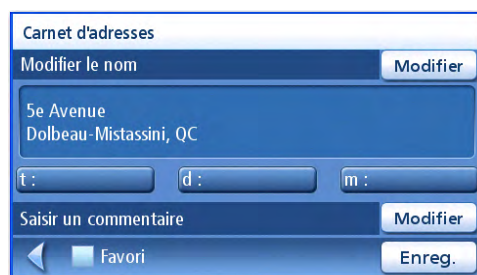 Carnet d'adresses
Modifier le nom Modifier
5e Avenue
Dolbeau-Mistassini, QC
t : d : m :
Saisir un commentaire Modifier
Favori Enreg.